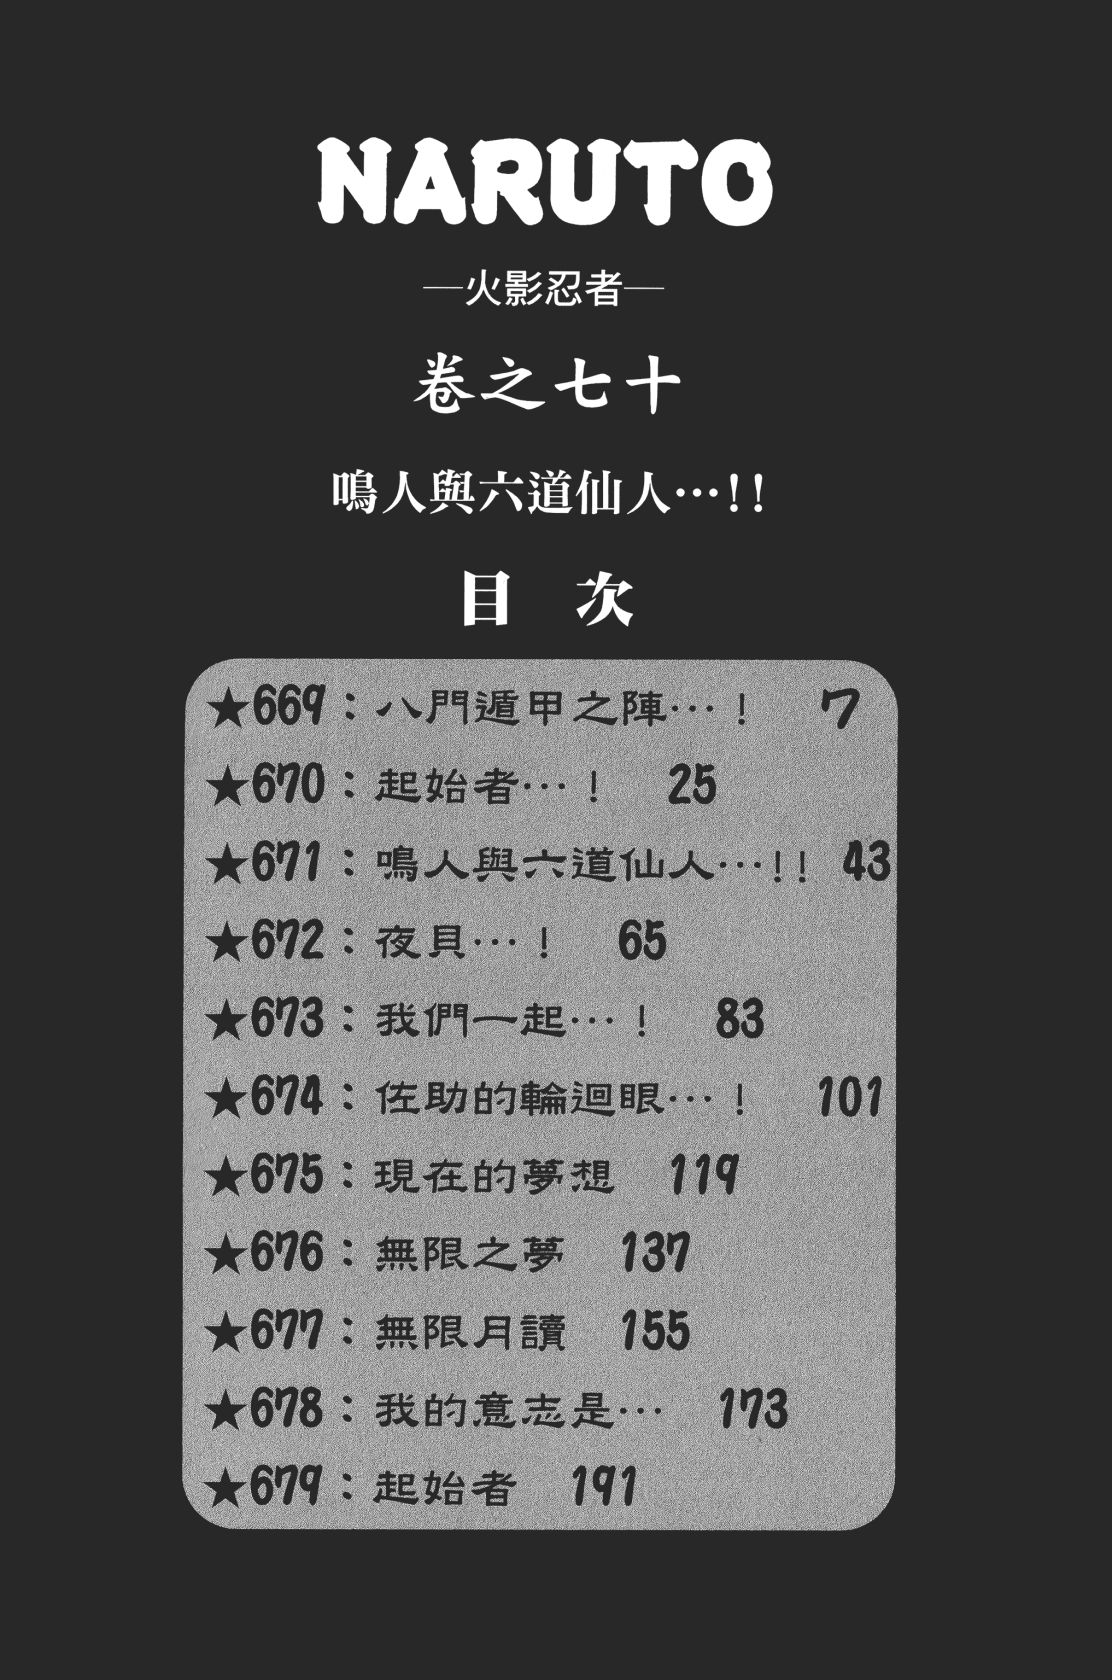 NARUTO
—火影忍者—
卷之七十
鳴人與六道仙人…!!
目 次
★669：八門遁甲之陣…！ 7
★670：起始者…！ 25
★671：鳴人與六道仙人…!! 43
★672：夜貝…！ 65
★673：我們一起…！ 83
★674：佐助的輪迴眼…！ 101
★675：現在的夢想 119
★676：無限之夢 137
★677：無限月讀 155
★678：我的意志是… 173
★679：起始者 191